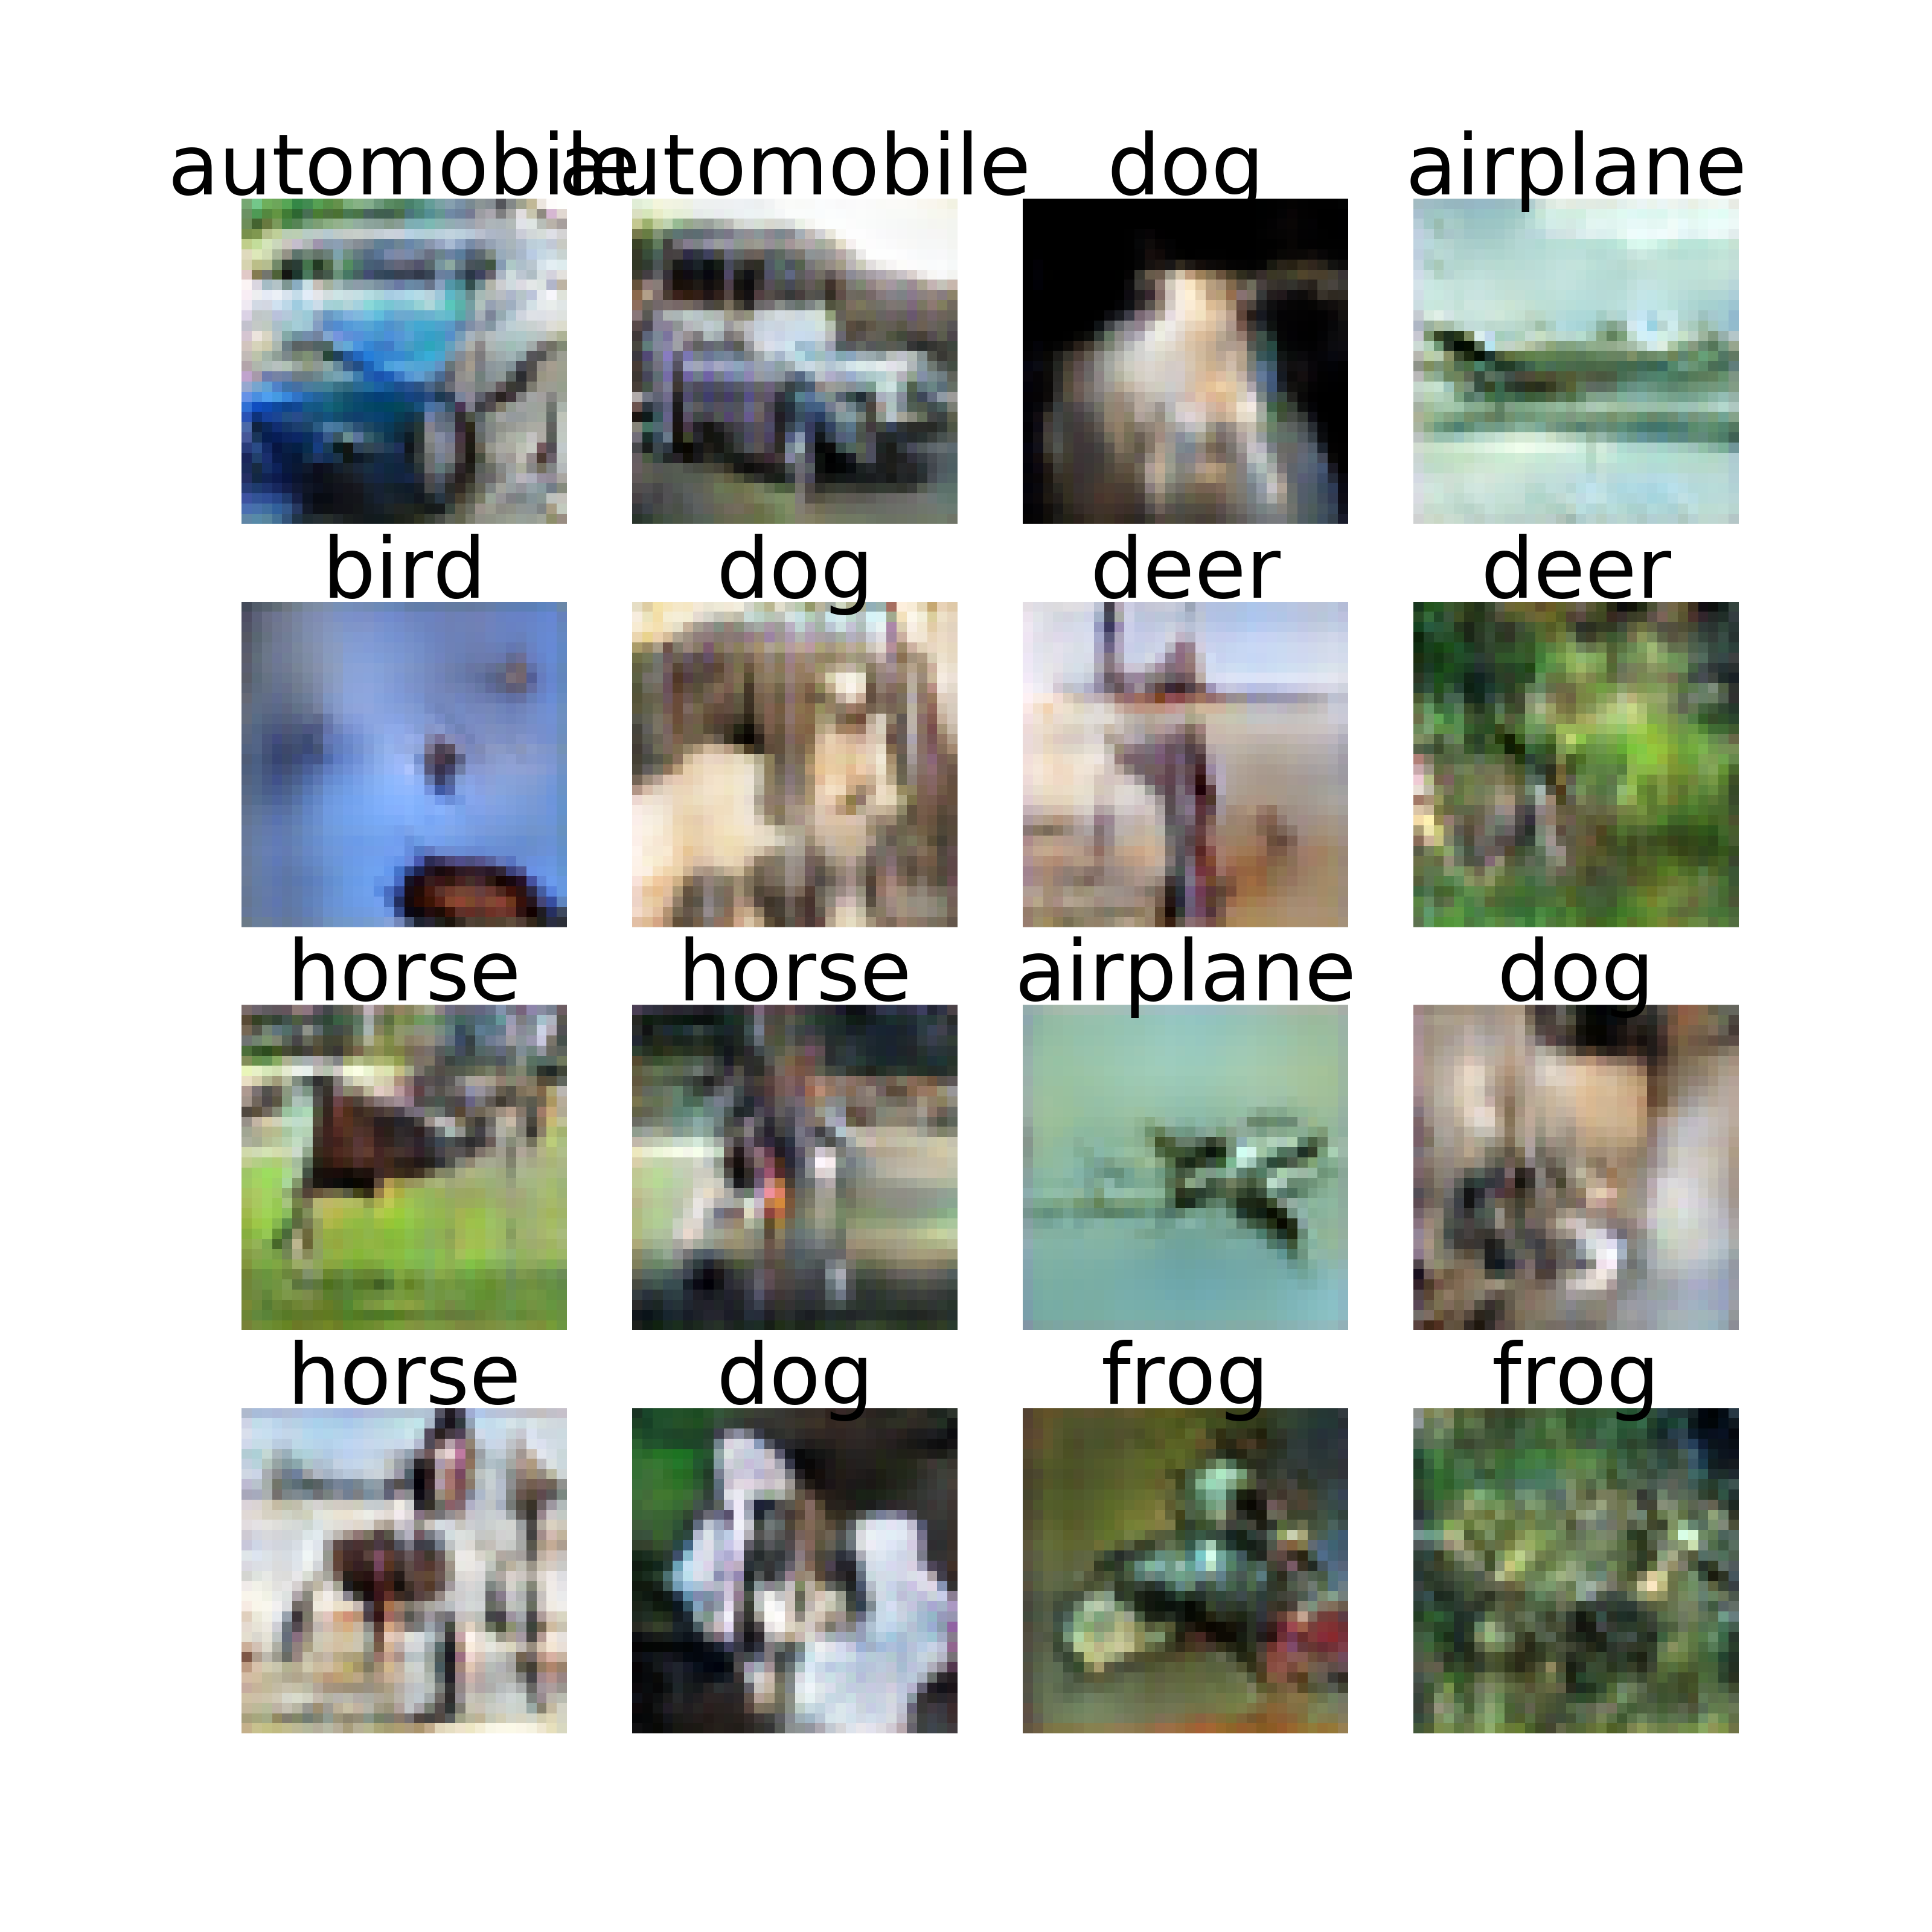 automobile automobile dog airplane
bird dog deer deer
horse horse airplane dog
horse dog frog frog